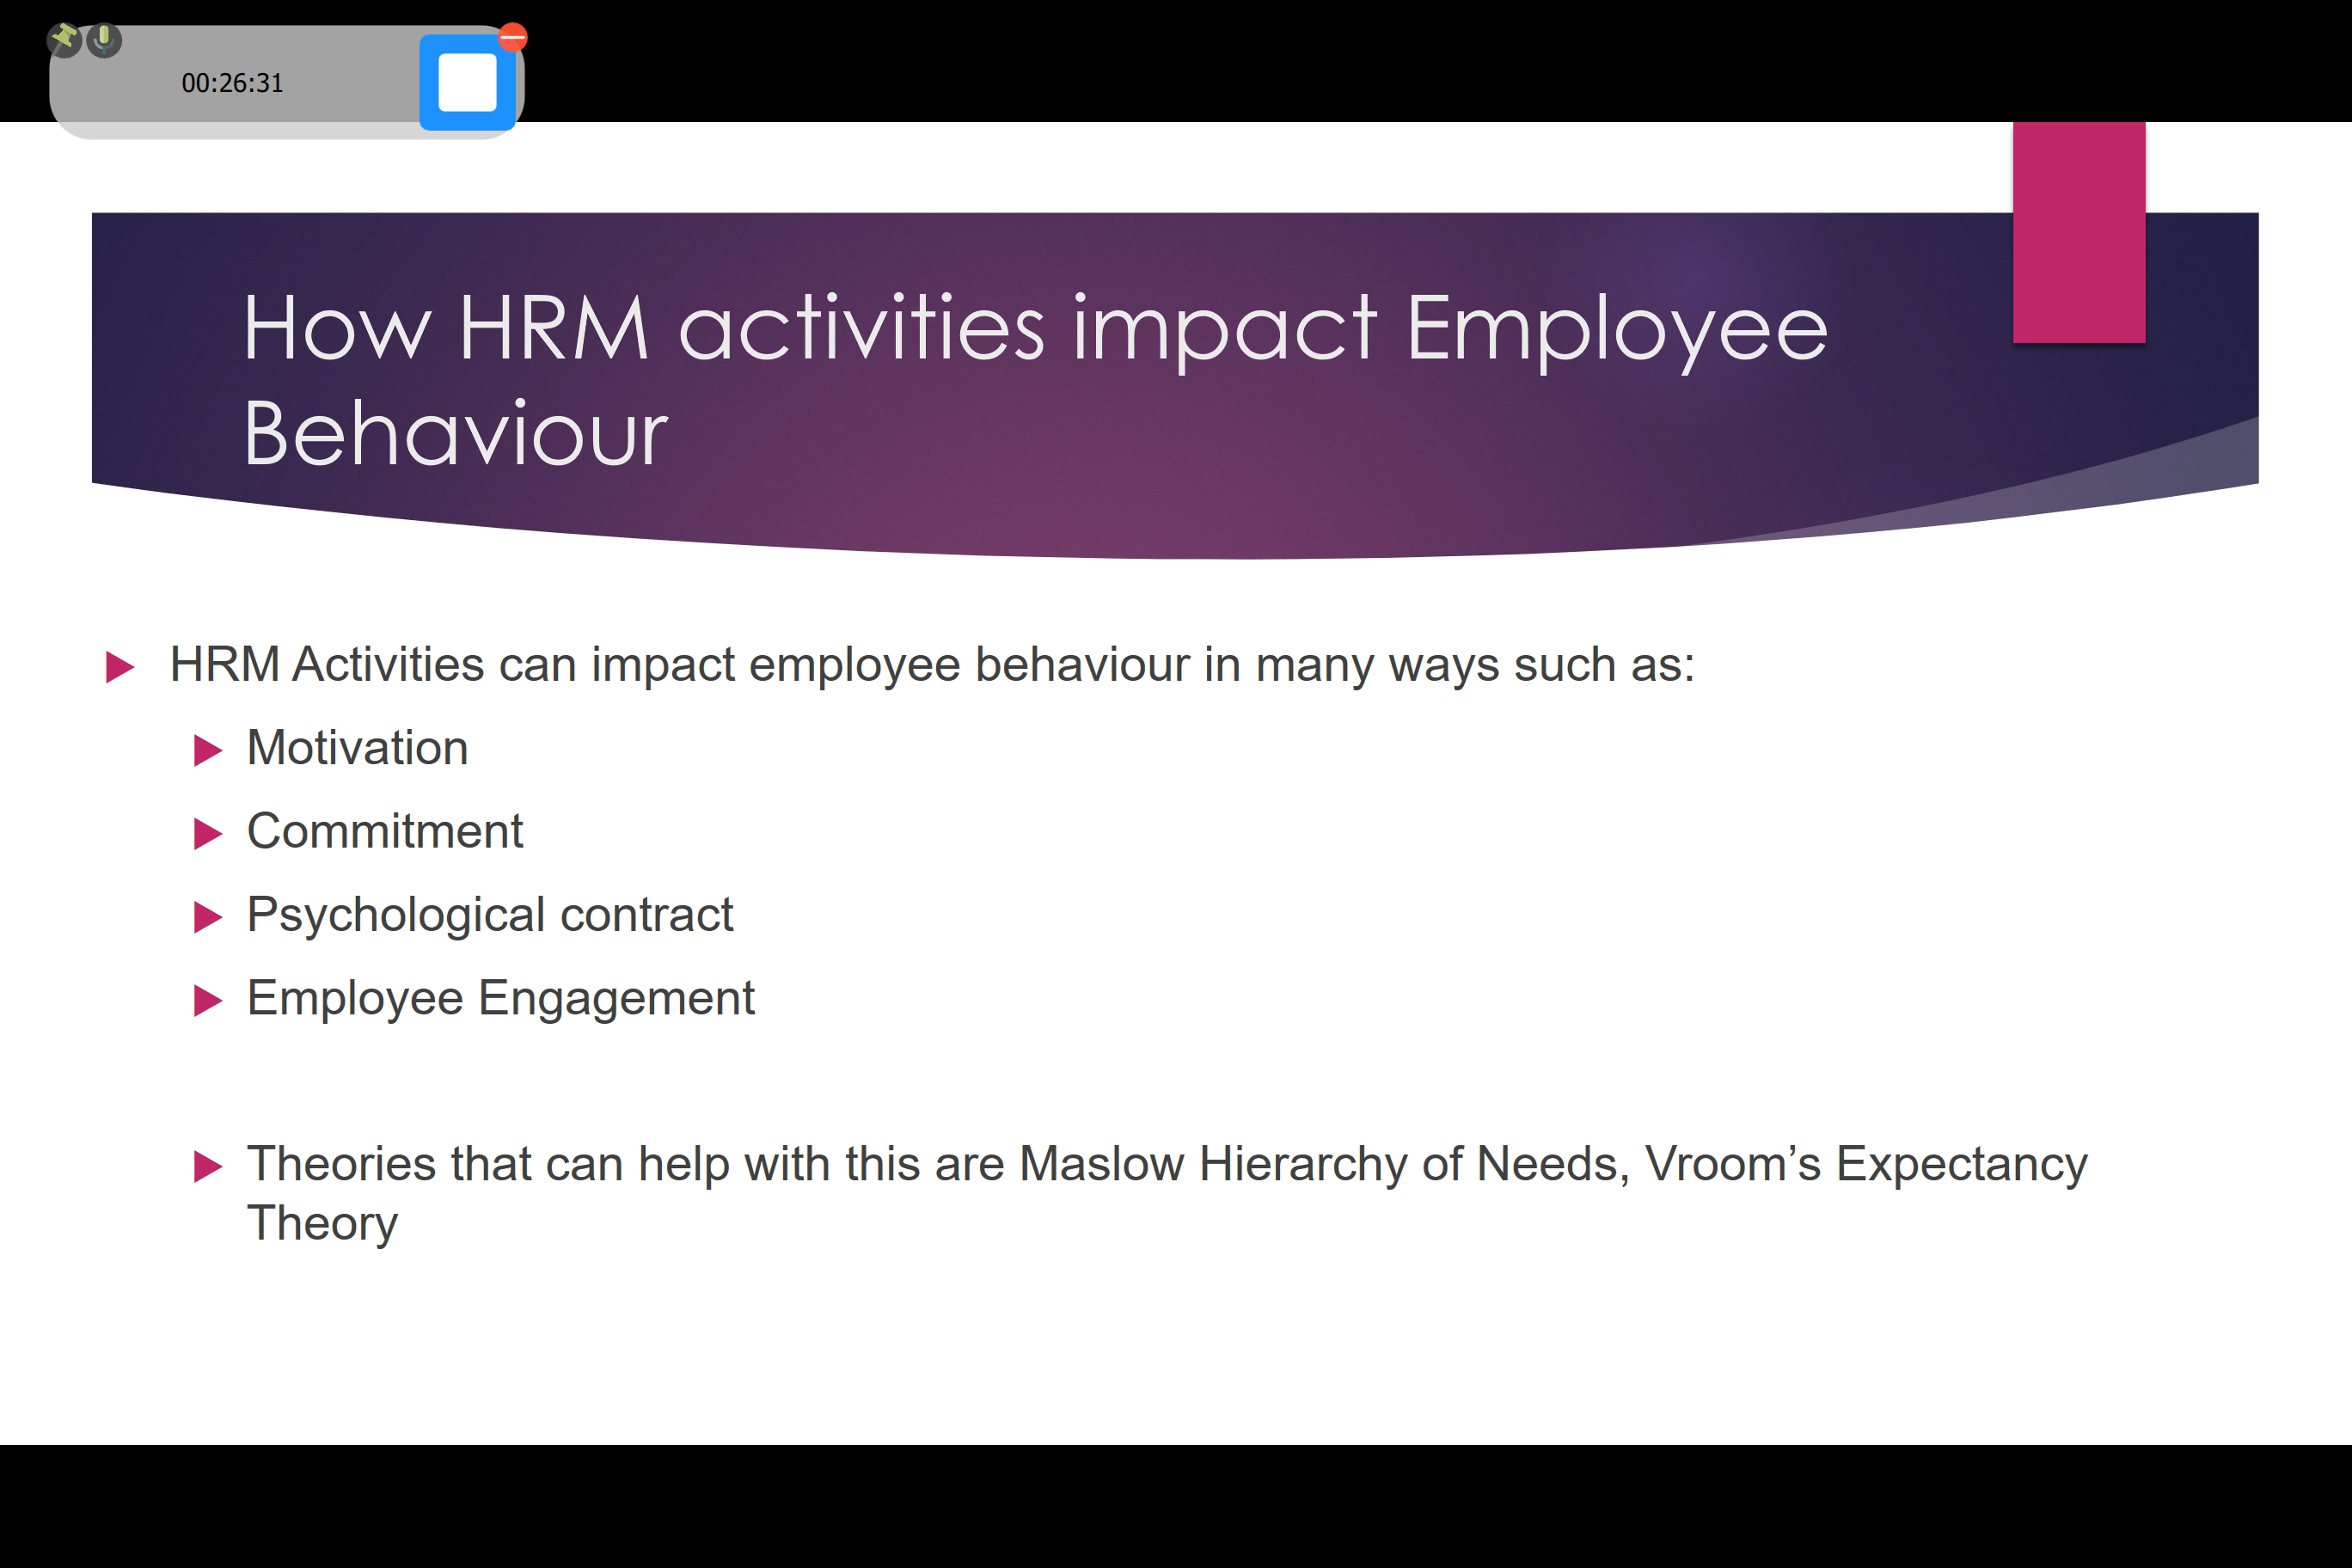 00:26:31
How HRM activities impact Employee
Behaviour
HRM Activities can impact employee behaviour in many ways such as:
Motivation
Commitment
Psychological contract
Employee Engagement
Theories that can help with this are Maslow Hierarchy of Needs, Vroom’s Expectancy
Theory